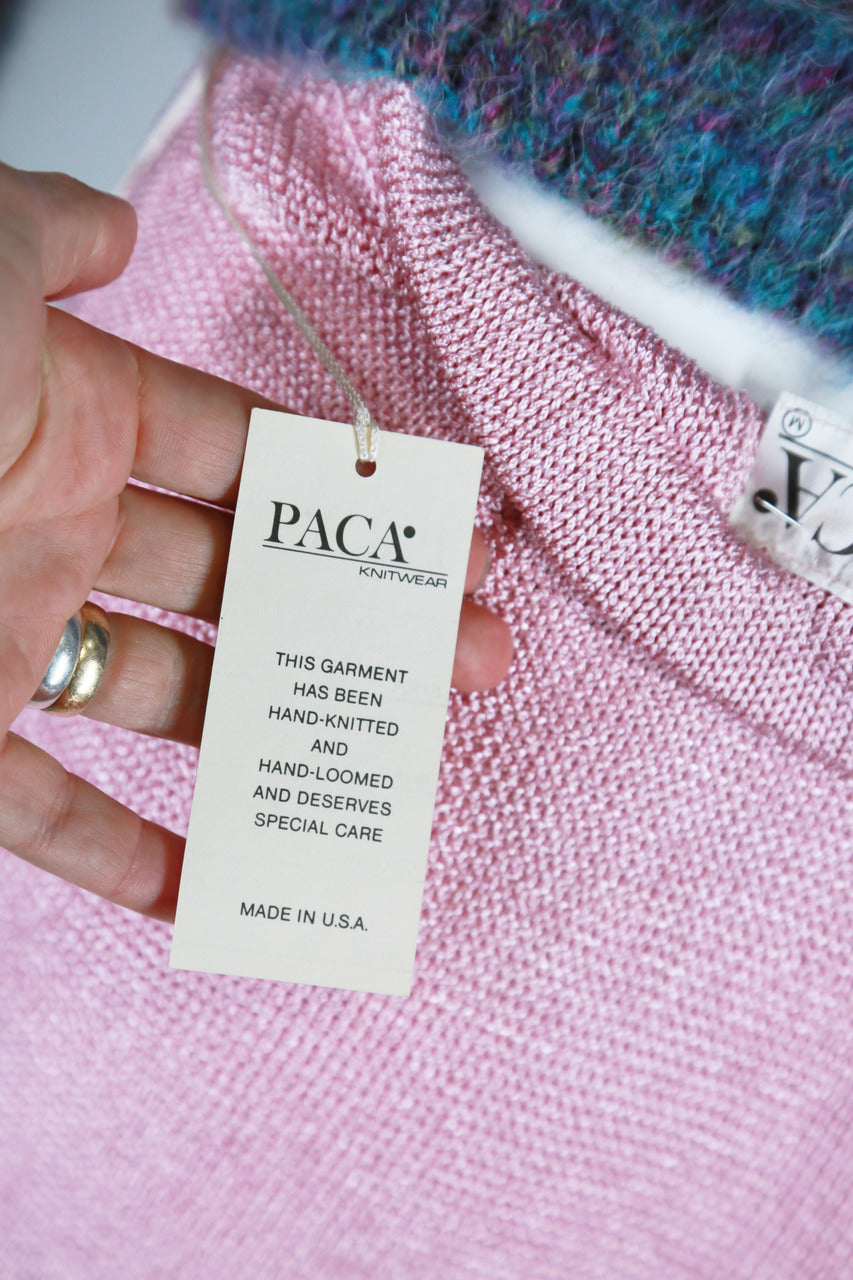 PACA
KNITWEAR
THIS GARMENT
HAS BEEN
HAND-KNITTED
AND
HAND-LOOMED
AND DESERVES
SPECIAL CARE
MADE IN U.S.A.
M